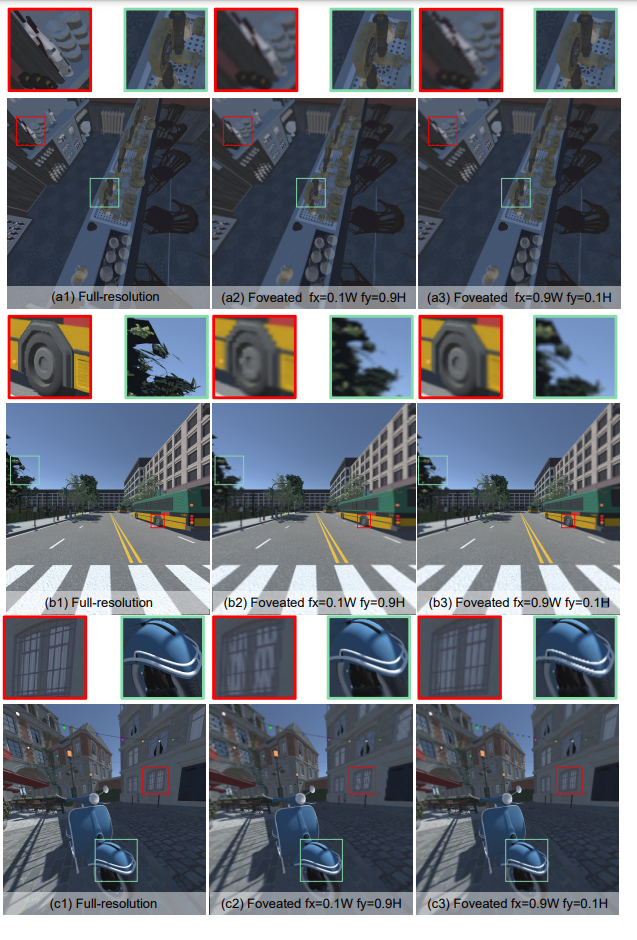 (a1) Full-resolution
(a2) Foveated fx=0.1W fy=0.9H
(a3) Foveated fx=0.9W fy=0.1H
(b1) Full-resolution
(b2) Foveated fx=0.1W fy=0.9H
(b3) Foveated fx=0.9W fy=0.1H
(c1) Full-resolution
(c2) Foveated fx=0.1W fy=0.9H
(c3) Foveated fx=0.9W fy=0.1H